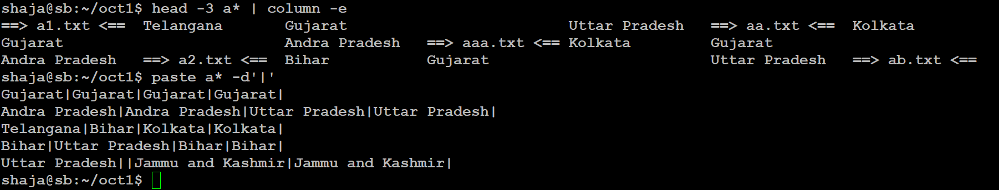 shaja@sb:~/oct1$ head -3 a* | column -e
==> a1.txt <==  Telangana       Gujarat                         Uttar Pradesh   ==> aa.txt <==  Kolkata
Gujarat                         Andra Pradesh   ==> aaa.txt <== Kolkata         Gujarat
Andra Pradesh   ==> a2.txt <==  Bihar           Gujarat                         Uttar Pradesh   ==> ab.txt <==
shaja@sb:~/oct1$ paste a* -d'|'
Gujarat|Gujarat|Gujarat|Gujarat|
Andra Pradesh|Andra Pradesh|Uttar Pradesh|Uttar Pradesh|
Telangana|Bihar|Kolkata|Kolkata|
Bihar|Uttar Pradesh|Bihar|Bihar|
Uttar Pradesh||Jammu and Kashmir|Jammu and Kashmir|
shaja@sb:~/oct1$